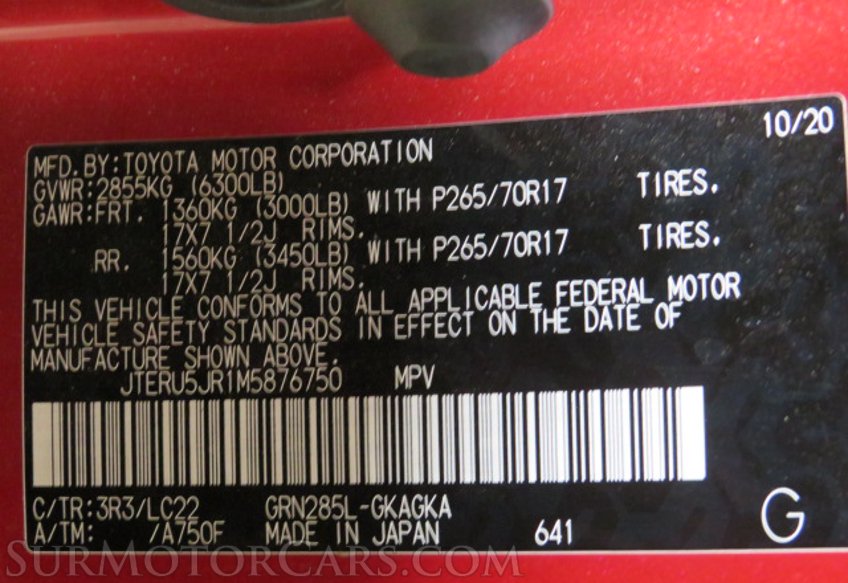 10/20
MFD. BY: TOYOTA MOTOR CORPORATION
GVWR: 2855KG (6300LB)
GAWR: FRT. 1360KG (3000LB) WITH P265/70R17 TIRES.
17X7 1/2J RIMS.
RR. 1560KG (3450LB) WITH P265/70R17 TIRES.
17X7 1/2J RIMS.
THIS VEHICLE CONFORMS TO ALL APPLICABLE FEDERAL MOTOR
VEHICLE SAFETY STANDARDS IN EFFECT ON THE DATE OF
MANUFACTURE SHOWN ABOVE.
JTERU5JR1M5876750 MPV
C/TR: 3R3/LC22 GRN285L-GKAGKA
A/TM: /A750F MADE IN JAPAN 641 G
SURMOTORCARS.COM